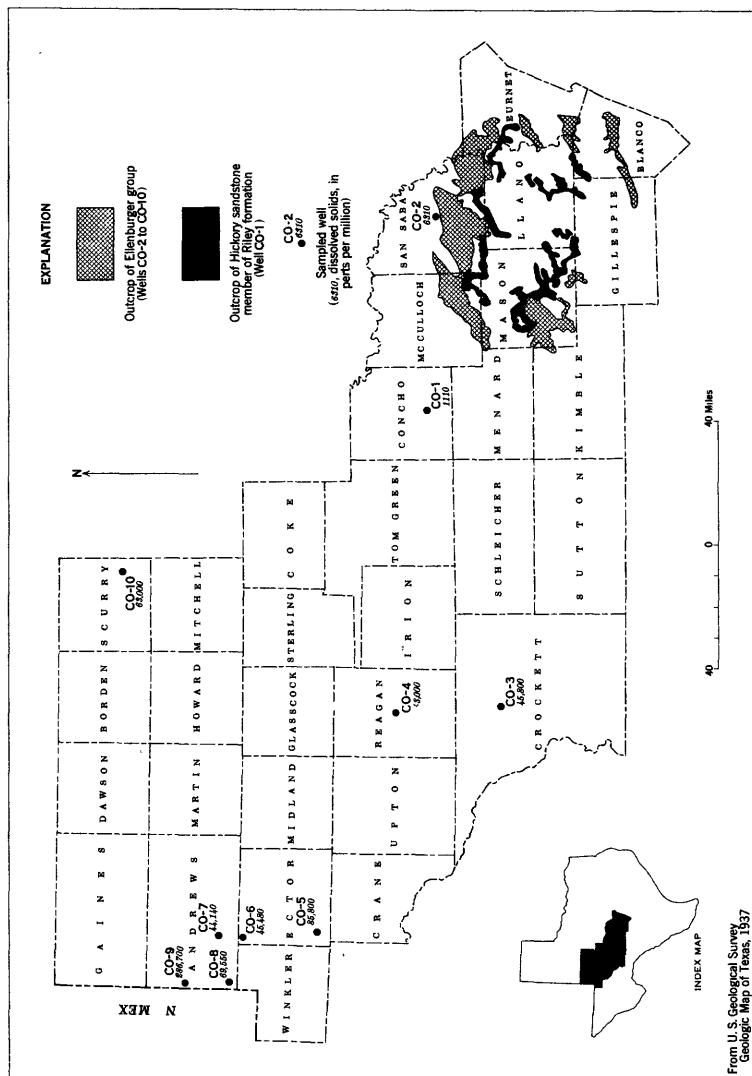 EXPLANATION
Outcrop of Ellenburger group
(Wells CO-2 to CO-10)
Outcrop of Hickory sandstone
member of Riley formation
(Well CO-1)
CO-2
6310
Sampled well
(6310, dissolved solids, in
parts per million)
N
N MEX
GAINES
DAWSON
BORDEN
SCURRY
CO-10
63,000
ANDREWS
CO-9
CO-7
44,140
CO-8
69,550
MARTIN
HOWARD
MITCHELL
WINKLER
ECTOR
CO-6
45,480
CO-5
MIDLAND
GLASSCOCK
STERLING
COKE
CRANE
UPTON
REAGAN
CO-4
IRION
TOM GREEN
CONCHO
CO-1
1110
MCCULLOCH
SAN SABA
CO-2
6310
BURNET
CROCKETT
CO-3
45,800
SCHLEICHER
MENARD
MASON
LLANO
SUTTON
KIMBLE
GILLESPIE
BLANCO
40 0 40 Miles
INDEX MAP
From U.S. Geological Survey
Geologic Map of Texas, 1937